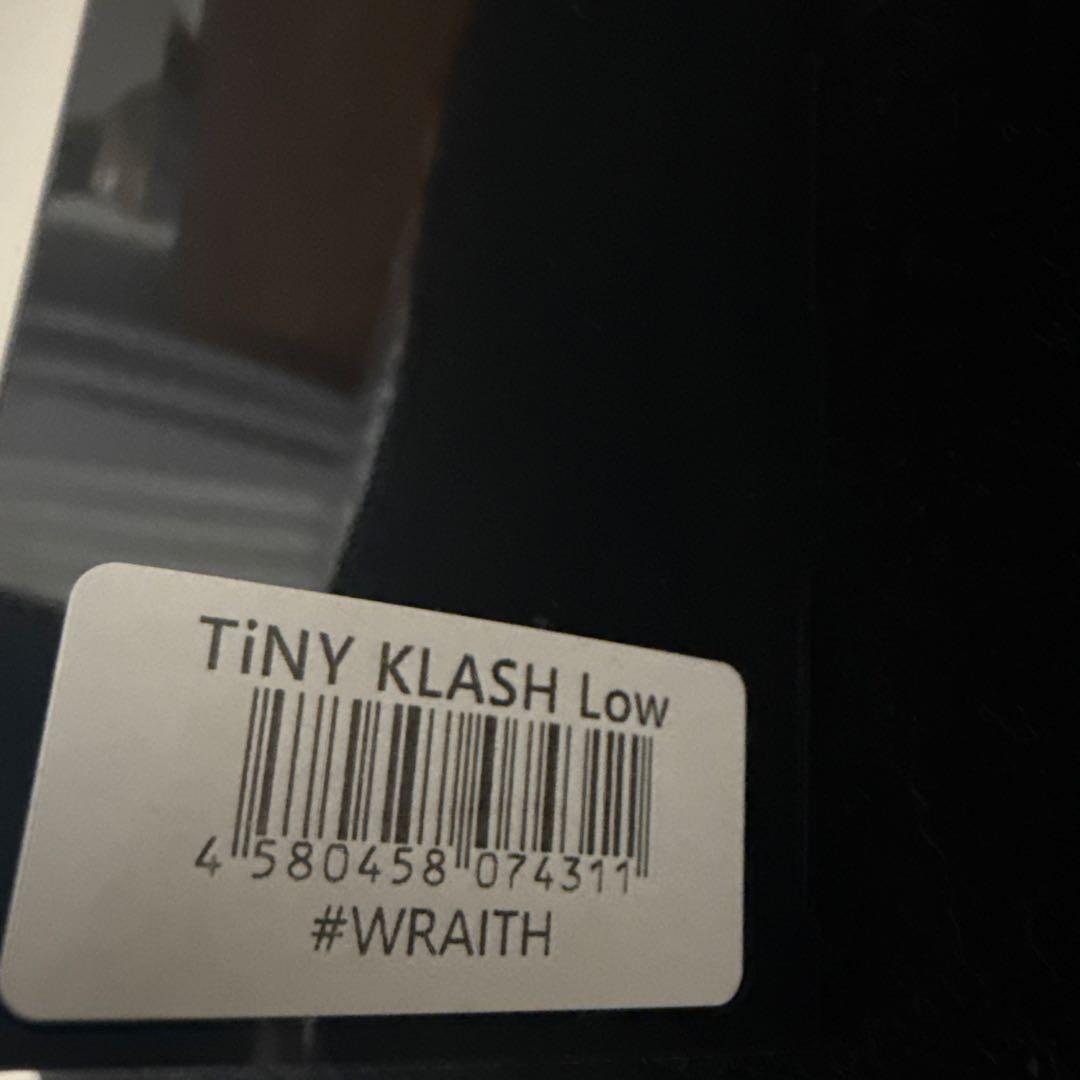 TiNY KLASH Low
4 580458 074311
#WRAITH